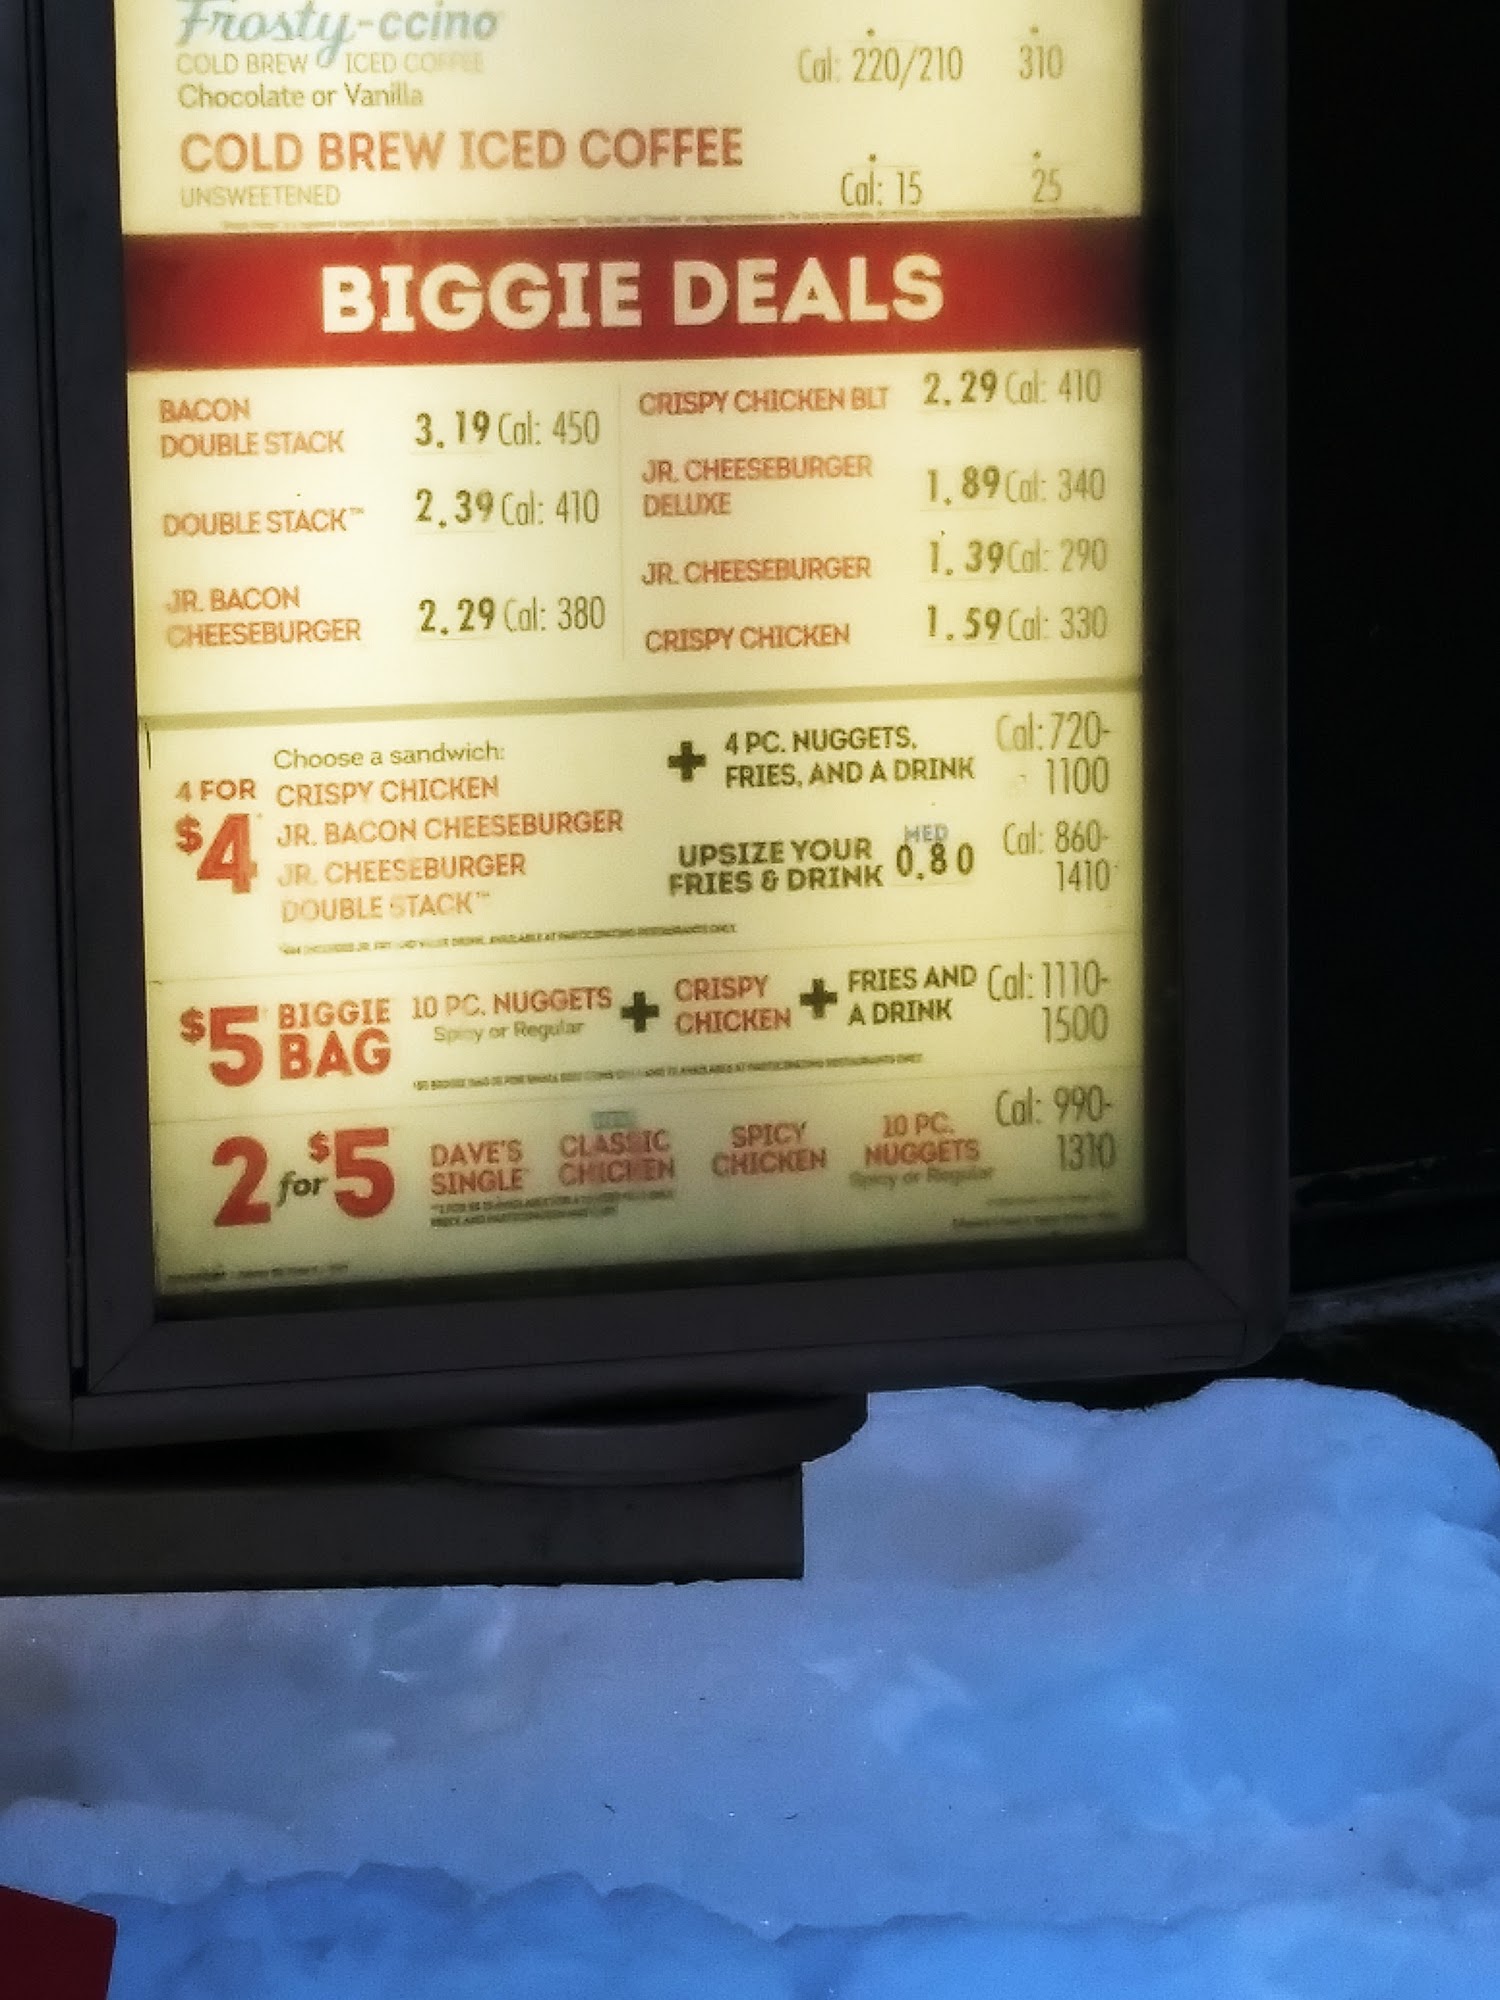 Frosty-ccino
COLD BREW ICED COFFEE
Chocolate or Vanilla
Cal: 220/210 310
COLD BREW ICED COFFEE
UNSWEETENED
Cal: 15 25
BIGGIE DEALS
BACON
DOUBLE STACK 3.19 Cal: 450
DOUBLE STACK™ 2.39 Cal: 410
JR. BACON
CHEESEBURGER 2.29 Cal: 380
CRISPY CHICKEN BLT 2.29 Cal: 410
JR. CHEESEBURGER
DELUXE 1.89 Cal: 340
JR. CHEESEBURGER 1.39 Cal: 290
CRISPY CHICKEN 1.59 Cal: 330
4 FOR
$4
Choose a sandwich:
CRISPY CHICKEN
JR. BACON CHEESEBURGER
JR. CHEESEBURGER
DOUBLE STACK™
+ 4 PC. NUGGETS,
FRIES, AND A DRINK
Cal: 720-
1100
UPSIZE YOUR
FRIES & DRINK
MED
0.80
Cal: 860-
1410
$5 BIGGIE
BAG
10 PC. NUGGETS
Spicy or Regular
+ CRISPY
CHICKEN
+ FRIES AND
A DRINK
Cal: 1110-
1500
2 for $5
DAVE'S
SINGLE
CLASSIC
CHICKEN
SPICY
CHICKEN
10 PC.
NUGGETS
Spicy or Regular
Cal: 990-
1310